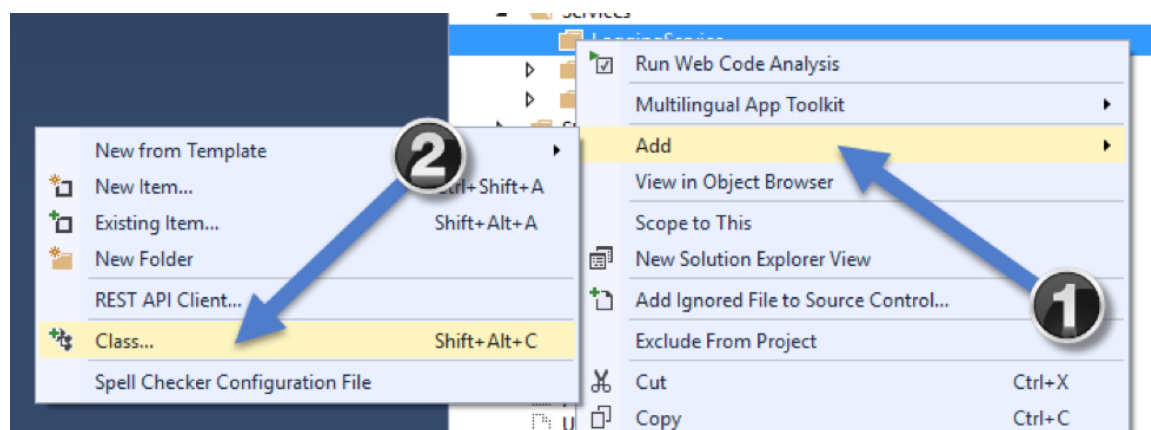 Services
LoggingService
Run Web Code Analysis
Multilingual App Toolkit
Add
View in Object Browser
Scope to This
New Solution Explorer View
Add Ignored File to Source Control...
Exclude From Project
Cut Ctrl+X
Copy Ctrl+C
1
New from Template
New Item... Ctrl+Shift+A
Existing Item... Shift+Alt+A
New Folder
REST API Client...
Class... Shift+Alt+C
Spell Checker Configuration File
2